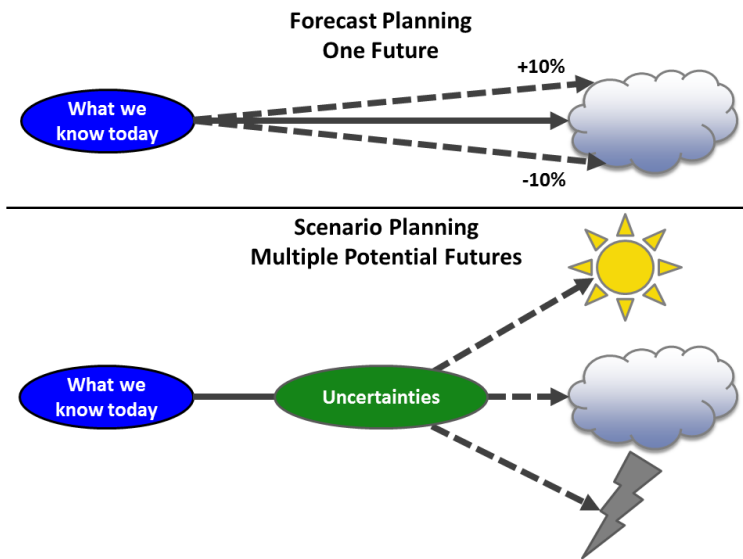 Forecast Planning
One Future
+10%
What we
know today
-10%
Scenario Planning
Multiple Potential Futures
What we
know today
Uncertainties